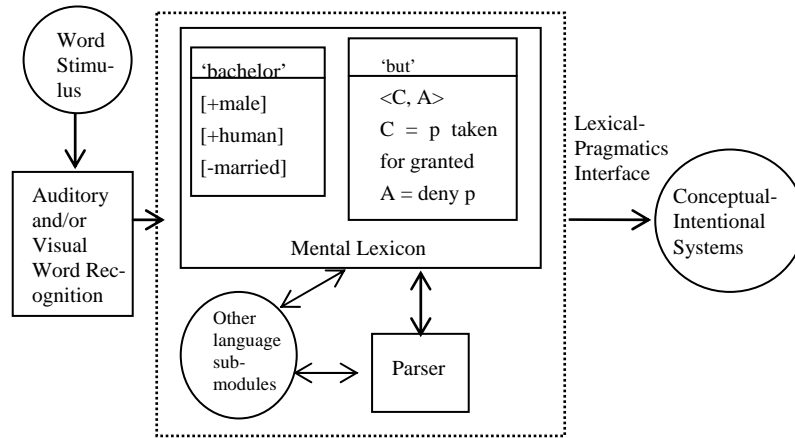 Word
Stimu-
lus
Auditory
and/or
Visual
Word Rec-
ognition
‘bachelor’
[+male]
[+human]
[-married]
‘but’
<C, A>
C = p taken
for granted
A = deny p
Mental Lexicon
Other
language
sub-
modules
Parser
Lexical-
Pragmatics
Interface
Conceptual-
Intentional
Systems